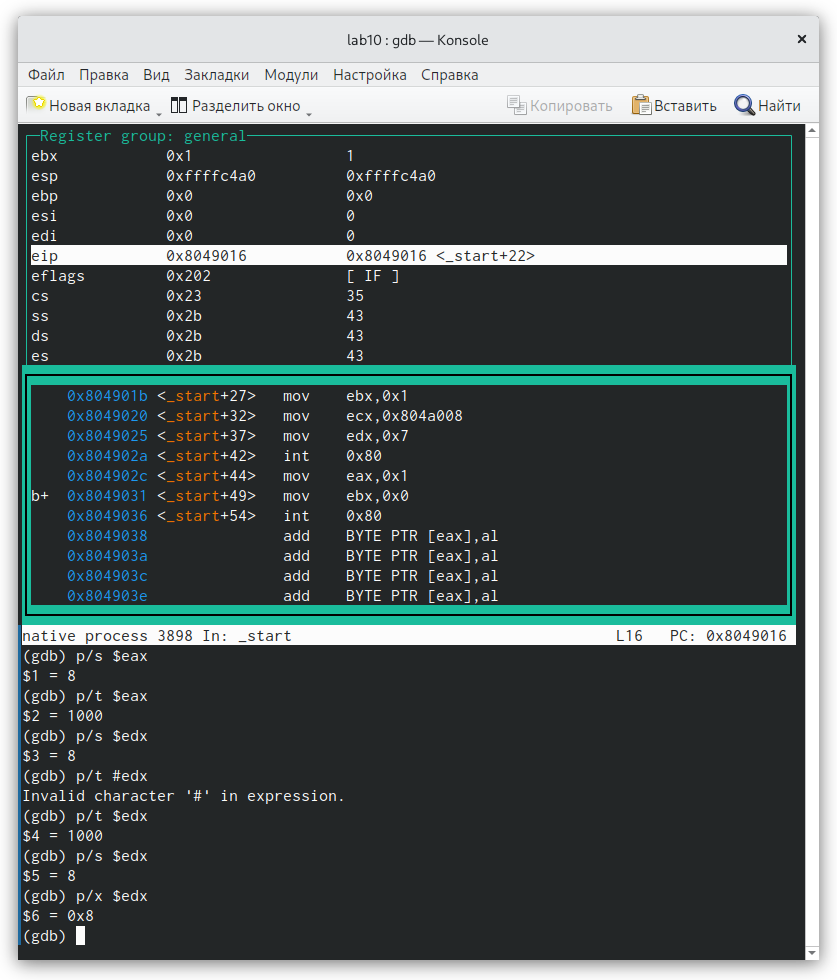 lab10 : gdb — Konsole
Файл Правка Вид Закладки Модули Настройка Справка
Новая вкладка Разделить окно Копировать Вставить Найти
Register group: general
ebx 0x1 1
esp 0xffffc4a0 0xffffc4a0
ebp 0x0 0x0
esi 0x0 0
edi 0x0 0
eip 0x8049016 0x8049016 <_start+22>
eflags 0x202 [ IF ]
cs 0x23 35
ss 0x2b 43
ds 0x2b 43
es 0x2b 43
0x804901b <_start+27> mov ebx,0x1
0x8049020 <_start+32> mov ecx,0x804a008
0x8049025 <_start+37> mov edx,0x7
0x804902a <_start+42> int 0x80
0x804902c <_start+44> mov eax,0x1
b+ 0x8049031 <_start+49> mov ebx,0x0
0x8049036 <_start+54> int 0x80
0x8049038 add BYTE PTR [eax],al
0x804903a add BYTE PTR [eax],al
0x804903c add BYTE PTR [eax],al
0x804903e add BYTE PTR [eax],al
native process 3898 In: _start L16 PC: 0x8049016
(gdb) p/s $eax
$1 = 8
(gdb) p/t $eax
$2 = 1000
(gdb) p/s $edx
$3 = 8
(gdb) p/t #edx
Invalid character '#' in expression.
(gdb) p/t $edx
$4 = 1000
(gdb) p/s $edx
$5 = 8
(gdb) p/x $edx
$6 = 0x8
(gdb)